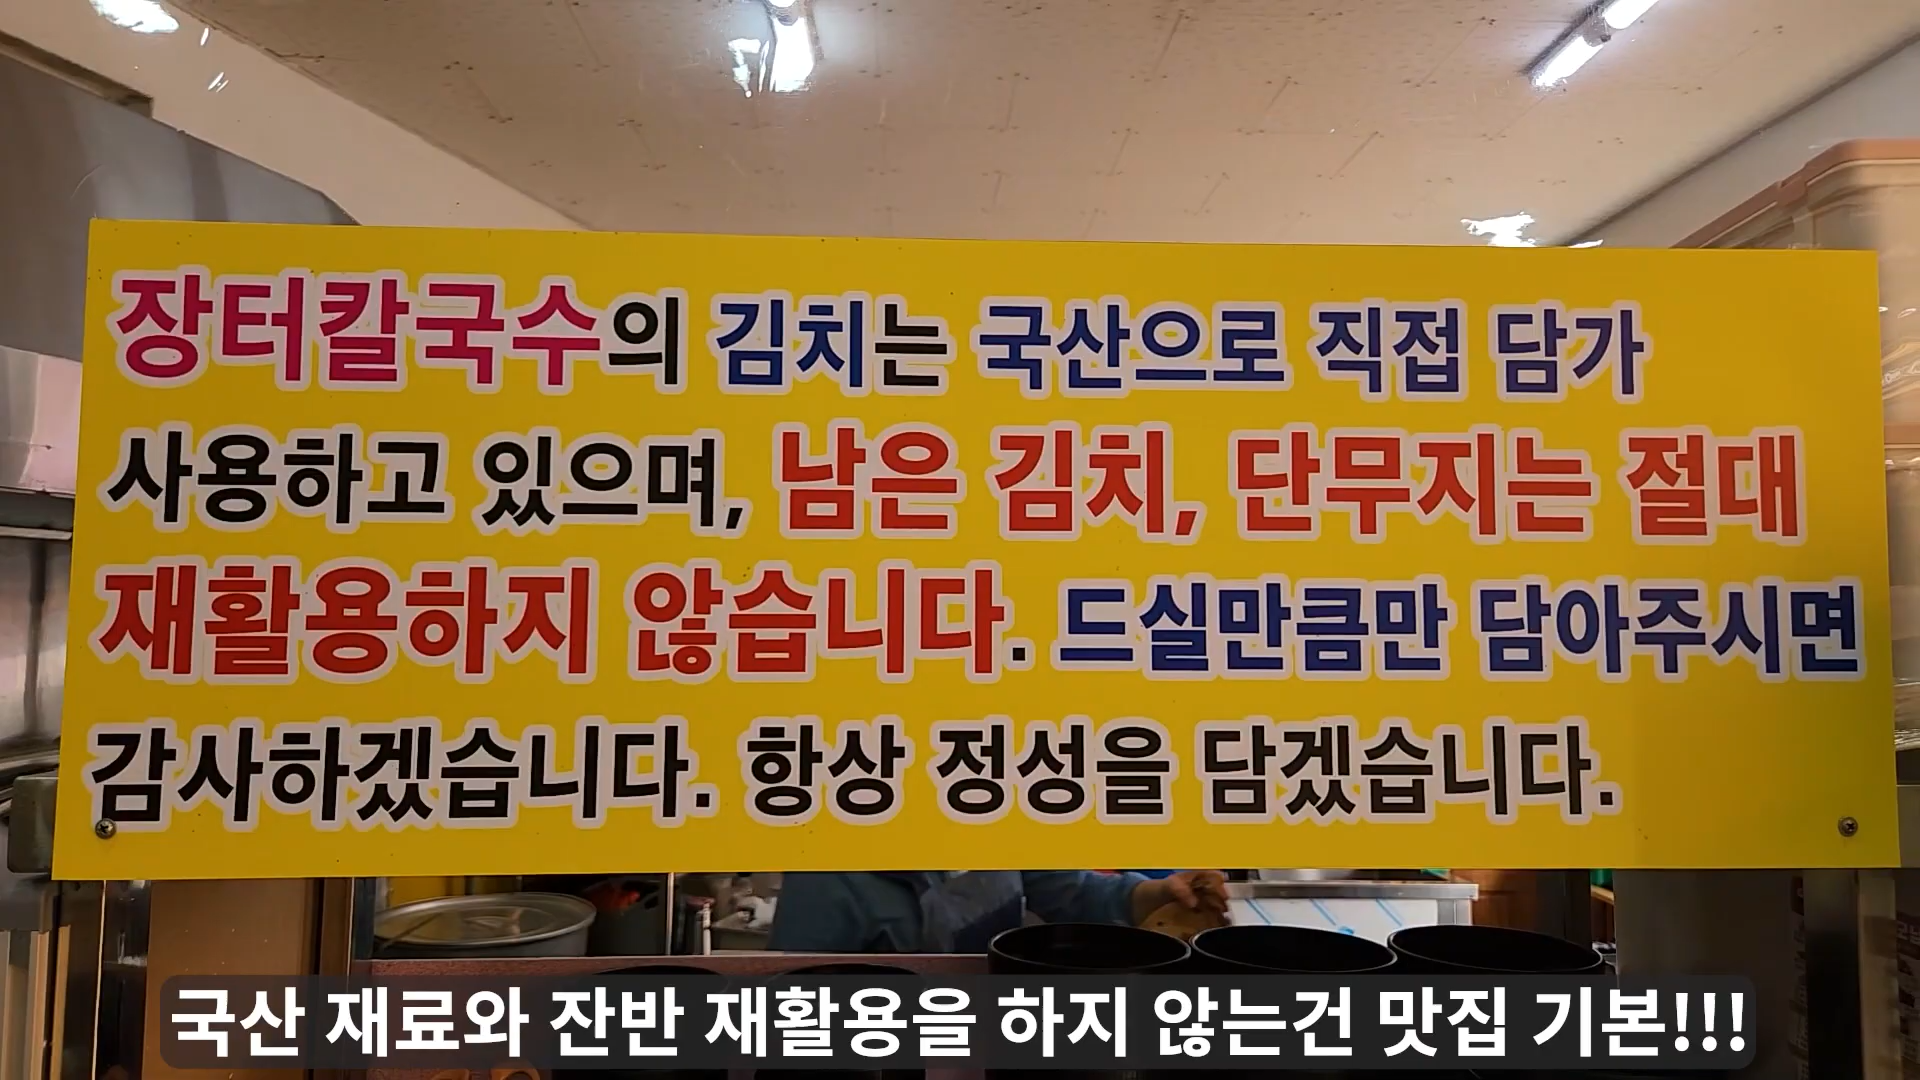 장터칼국수의 김치는 국산으로 직접 담가
사용하고 있으며, 남은 김치, 단무지는 절대
재활용하지 않습니다. 드실만큼만 담아주시면
감사하겠습니다. 항상 정성을 담겠습니다.
국산 재료와 잔반 재활용을 하지 않는건 맛집 기본!!!